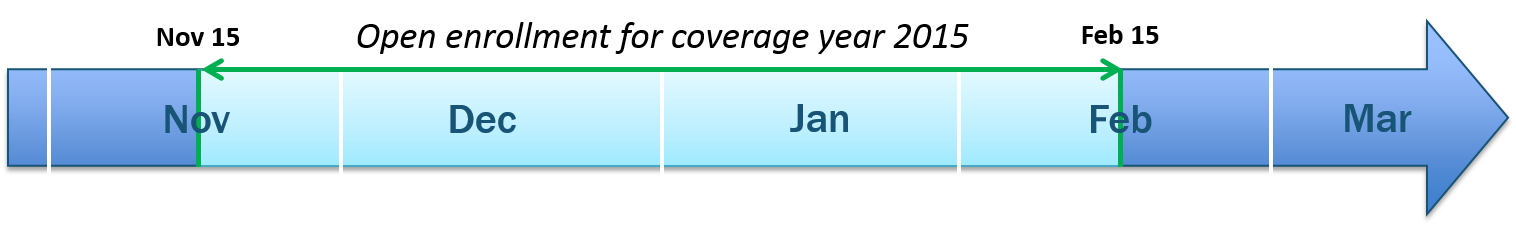 Nov 15 Open enrollment for coverage year 2015 Feb 15
Nov Dec Jan Feb Mar